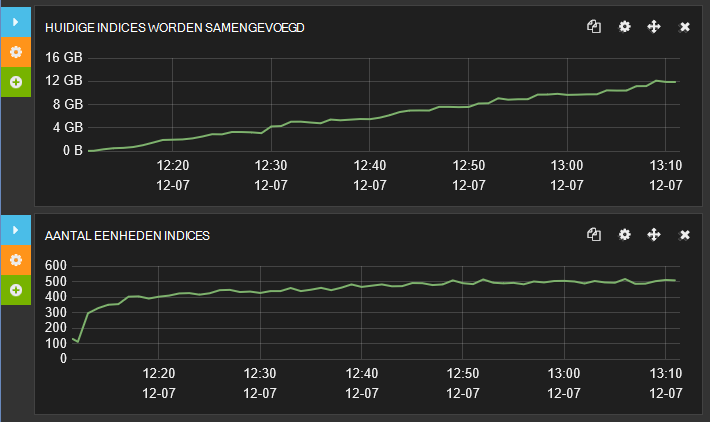 HUIDIGE INDICES WORDEN SAMENGEVOEGD
16 GB
12 GB
8 GB
4 GB
0 B
12:20 12:30 12:40 12:50 13:00 13:10
12-07 12-07 12-07 12-07 12-07 12-07
AANTAL EENHEDEN INDICES
600
500
400
300
200
100
0
12:20 12:30 12:40 12:50 13:00 13:10
12-07 12-07 12-07 12-07 12-07 12-07